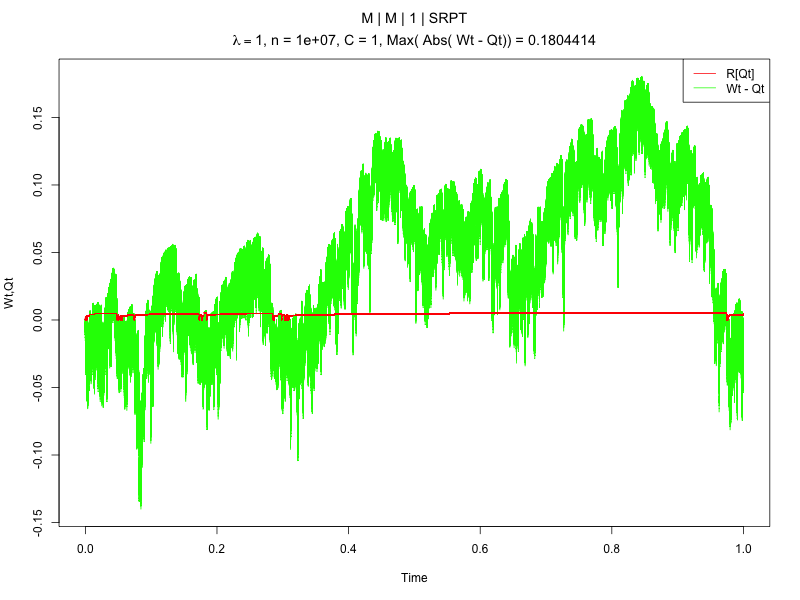 M | M | 1 | SRPT
λ = 1, n = 1e+07, C = 1, Max( Abs( Wt - Qt)) = 0.1804414
R[Qt]
Wt - Qt
Wt,Qt
0.15
0.10
0.05
0.00
-0.05
-0.10
-0.15
0.0 0.2 0.4 0.6 0.8 1.0
Time